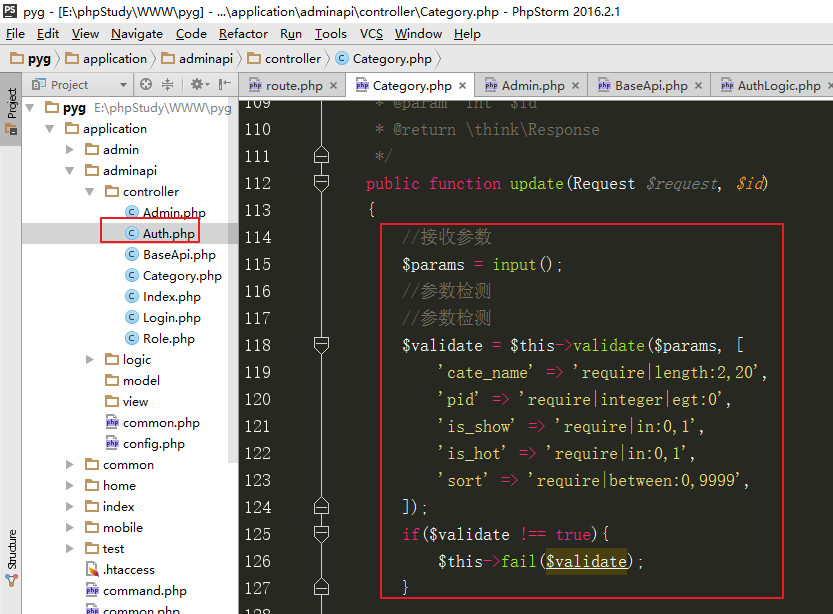 pyg - [E:\phpStudy\WWW\pyg] - ...\application\adminapi\controller\Category.php - PhpStorm 2016.2.1
File Edit View Navigate Code Refactor Run Tools VCS Window Help
pyg application adminapi controller Category.php
Project route.php Category.php Admin.php BaseApi.php AuthLogic.php
Project
Structure
pyg E:\phpStudy\WWW\pyg
application
admin
adminapi
controller
Admin.php
Auth.php
BaseApi.php
Category.php
Index.php
Login.php
Role.php
logic
model
view
common.php
config.php
common
home
index
mobile
test
.htaccess
command.php
common.php
109 * @param int $id
110 * @return \think\Response
111 */
112 public function update(Request $request, $id)
113 {
114 //接收参数
115 $params = input();
116 //参数检测
117 //参数检测
118 $validate = $this->validate($params, [
119 'cate_name' => 'require|length:2,20',
120 'pid' => 'require|integer|egt:0',
121 'is_show' => 'require|in:0,1',
122 'is_hot' => 'require|in:0,1',
123 'sort' => 'require|between:0,9999',
124 ]);
125 if($validate !== true){
126 $this->fail($validate);
127 }
128